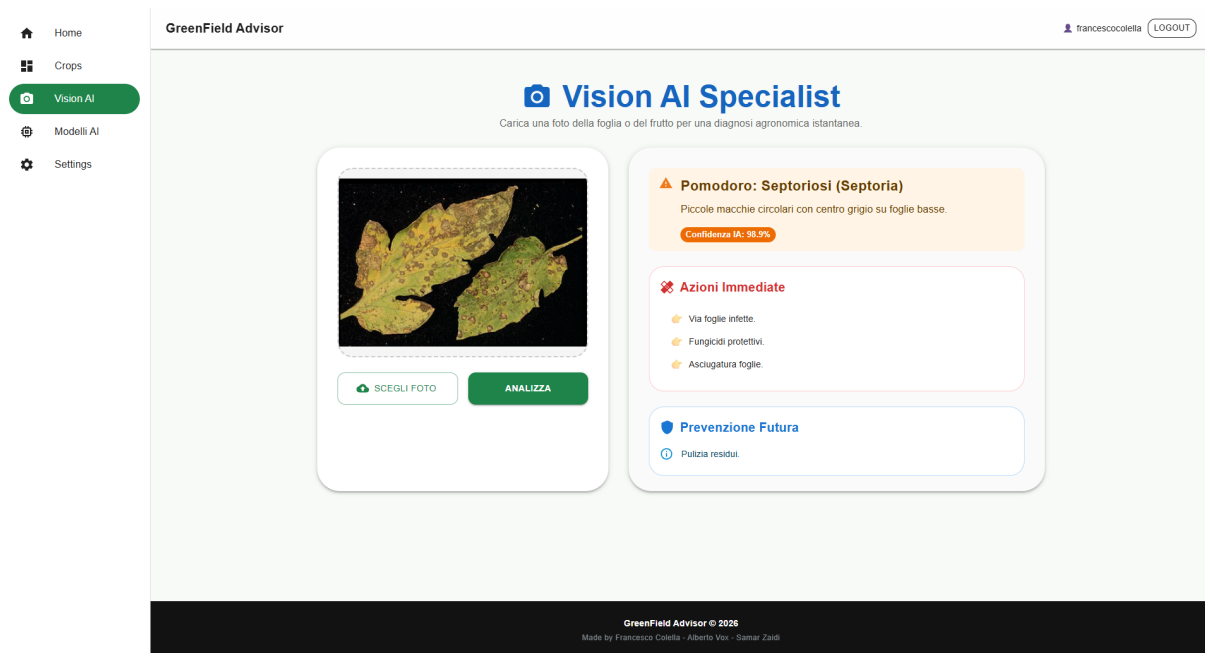 Home
Crops
Vision AI
Modelli AI
Settings
GreenField Advisor
francescocolella
LOGOUT
Vision AI Specialist
Carica una foto della foglia o del frutto per una diagnosi agronomica istantanea.
SCEGLI FOTO
ANALIZZA
Pomodoro: Septoriosi (Septoria)
Piccole macchie circolari con centro grigio su foglie basse.
Confidenza IA: 98.9%
Azioni Immediate
Via foglie infette.
Fungicidi protettivi.
Asciugatura foglie.
Prevenzione Futura
Pulizia residui.
GreenField Advisor © 2026
Made by Francesco Colella - Alberto Vox - Samar Zaidi